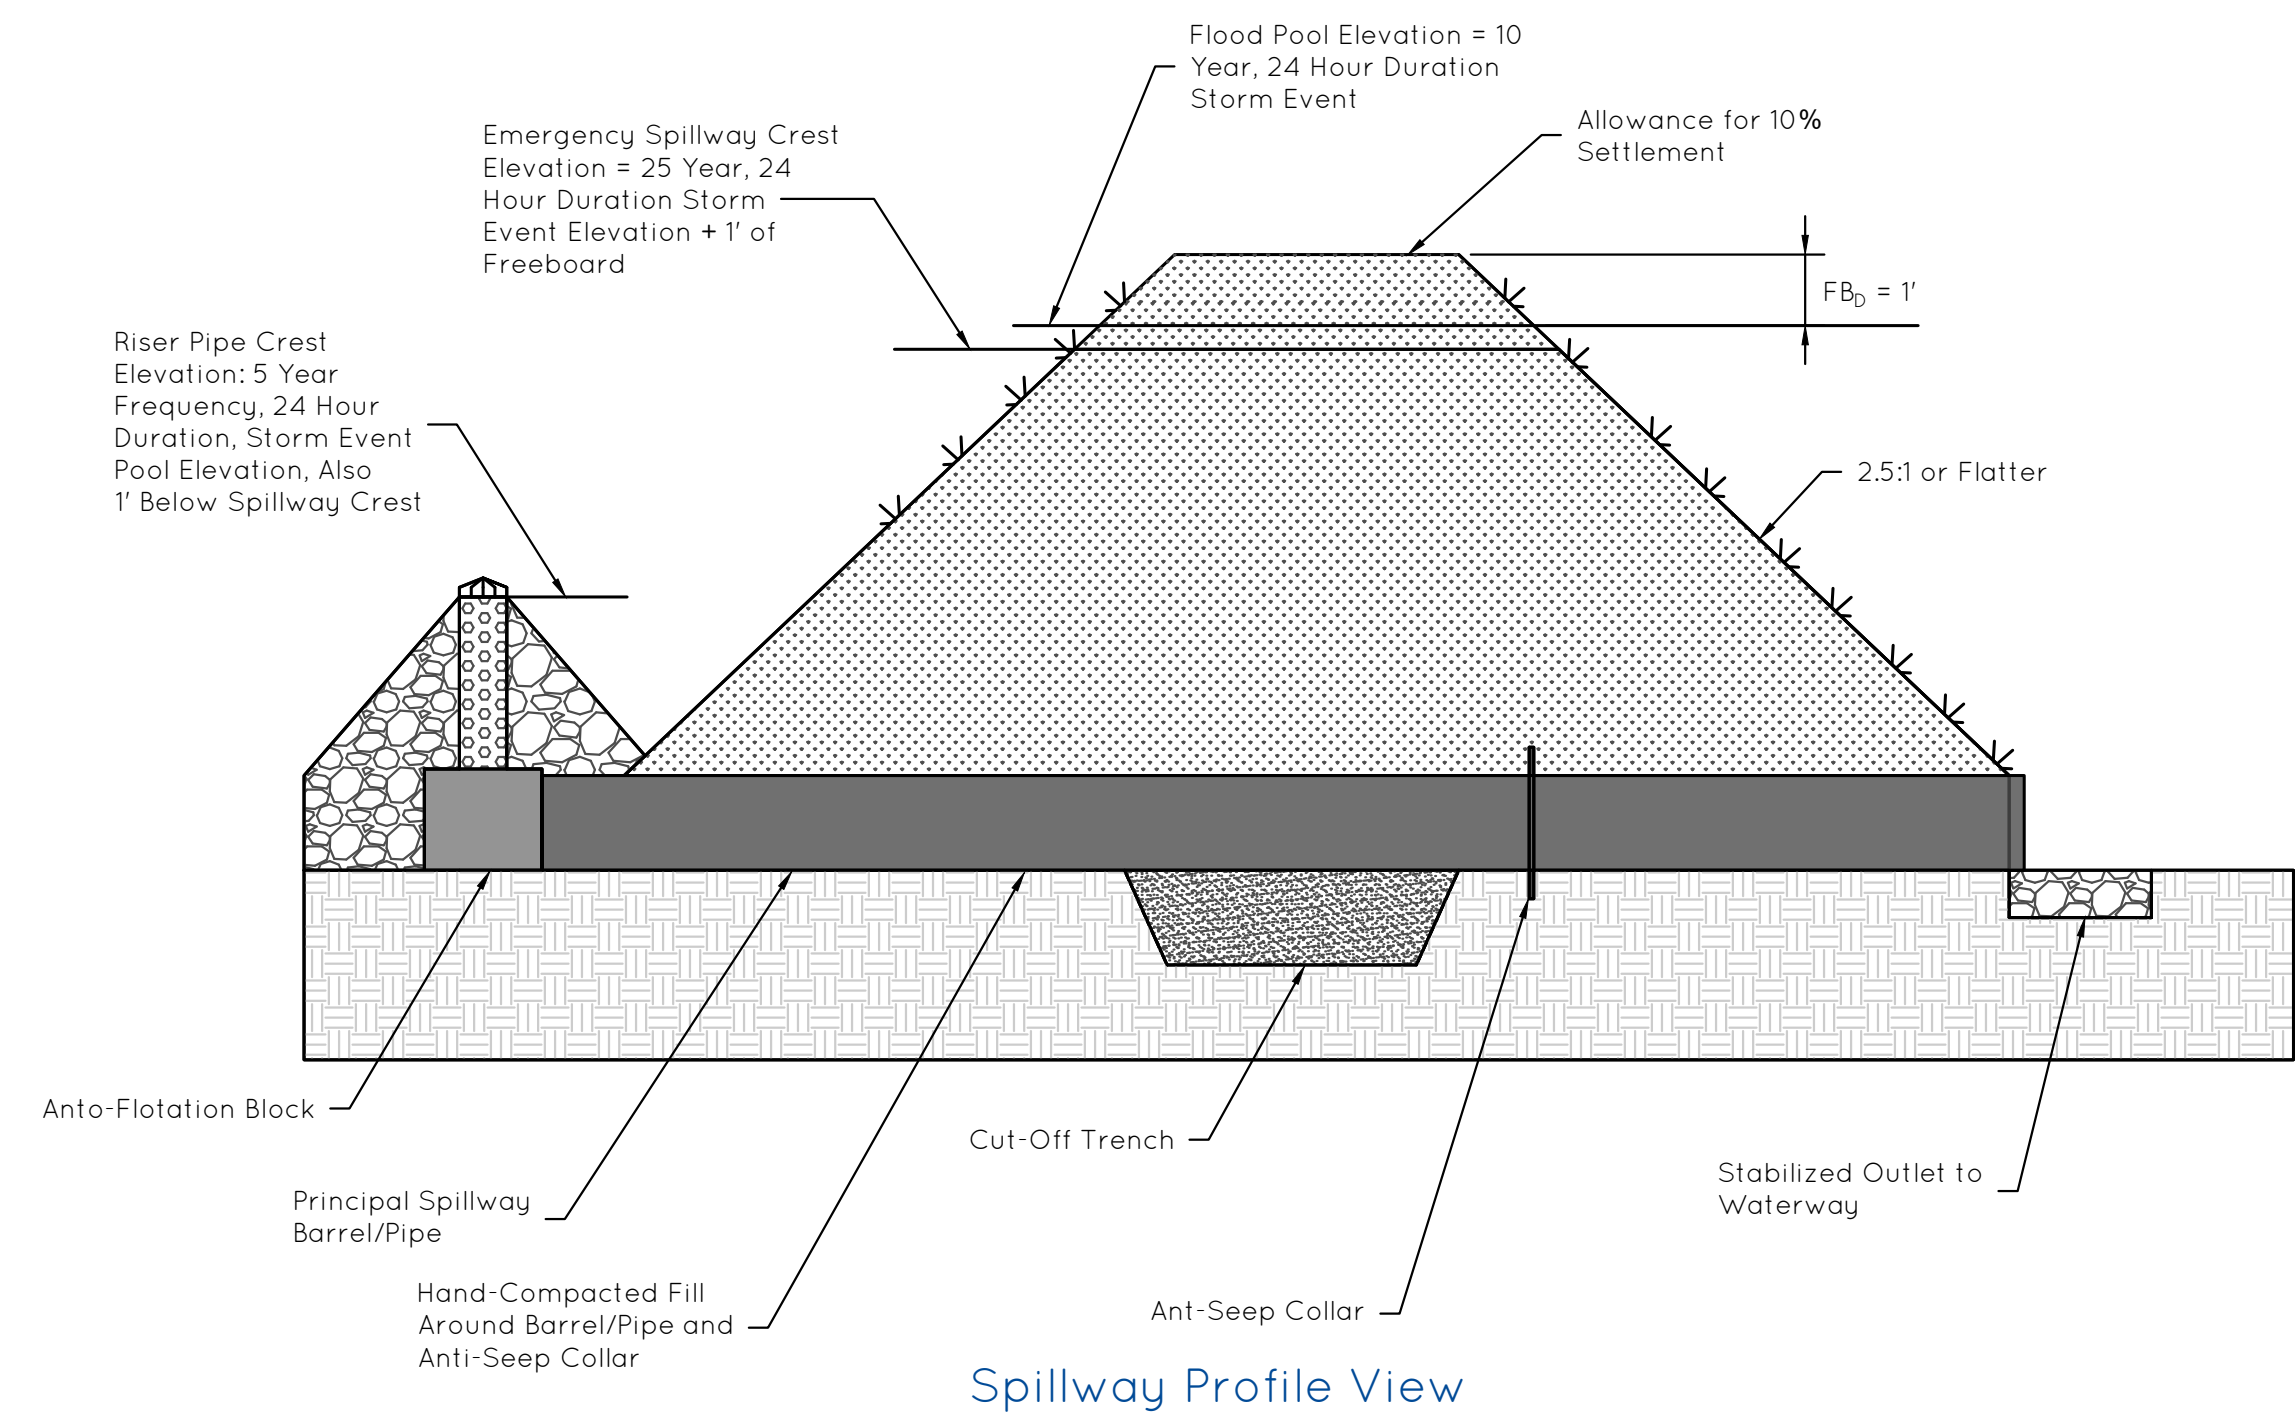 Flood Pool Elevation = 10
Year, 24 Hour Duration
Storm Event
Allowance for 10%
Settlement
Emergency Spillway Crest
Elevation = 25 Year, 24
Hour Duration Storm
Event Elevation + 1' of
Freeboard
FBD = 1'
Riser Pipe Crest
Elevation: 5 Year
Frequency, 24 Hour
Duration, Storm Event
Pool Elevation, Also
1' Below Spillway Crest
2.5:1 or Flatter
Anto-Flotation Block
Cut-Off Trench
Stabilized Outlet to
Waterway
Principal Spillway
Barrel/Pipe
Hand-Compacted Fill
Around Barrel/Pipe and
Anti-Seep Collar
Ant-Seep Collar
Spillway Profile View